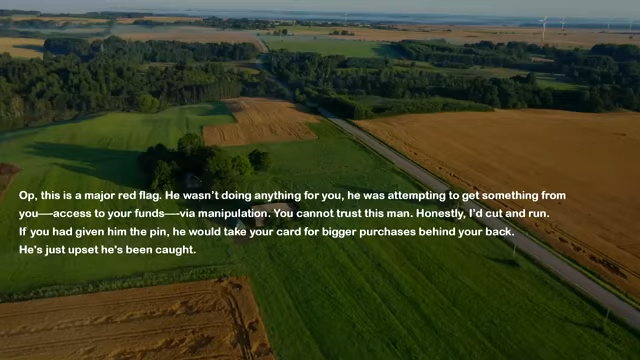 Op, this is a major red flag. He wasn't doing anything for you, he was attempting to get something from
you—-access to your funds—-via manipulation. You cannot trust this man. Honestly, I'd cut and run.
If you had given him the pin, he would take your card for bigger purchases behind your back.
He's just upset he's been caught.